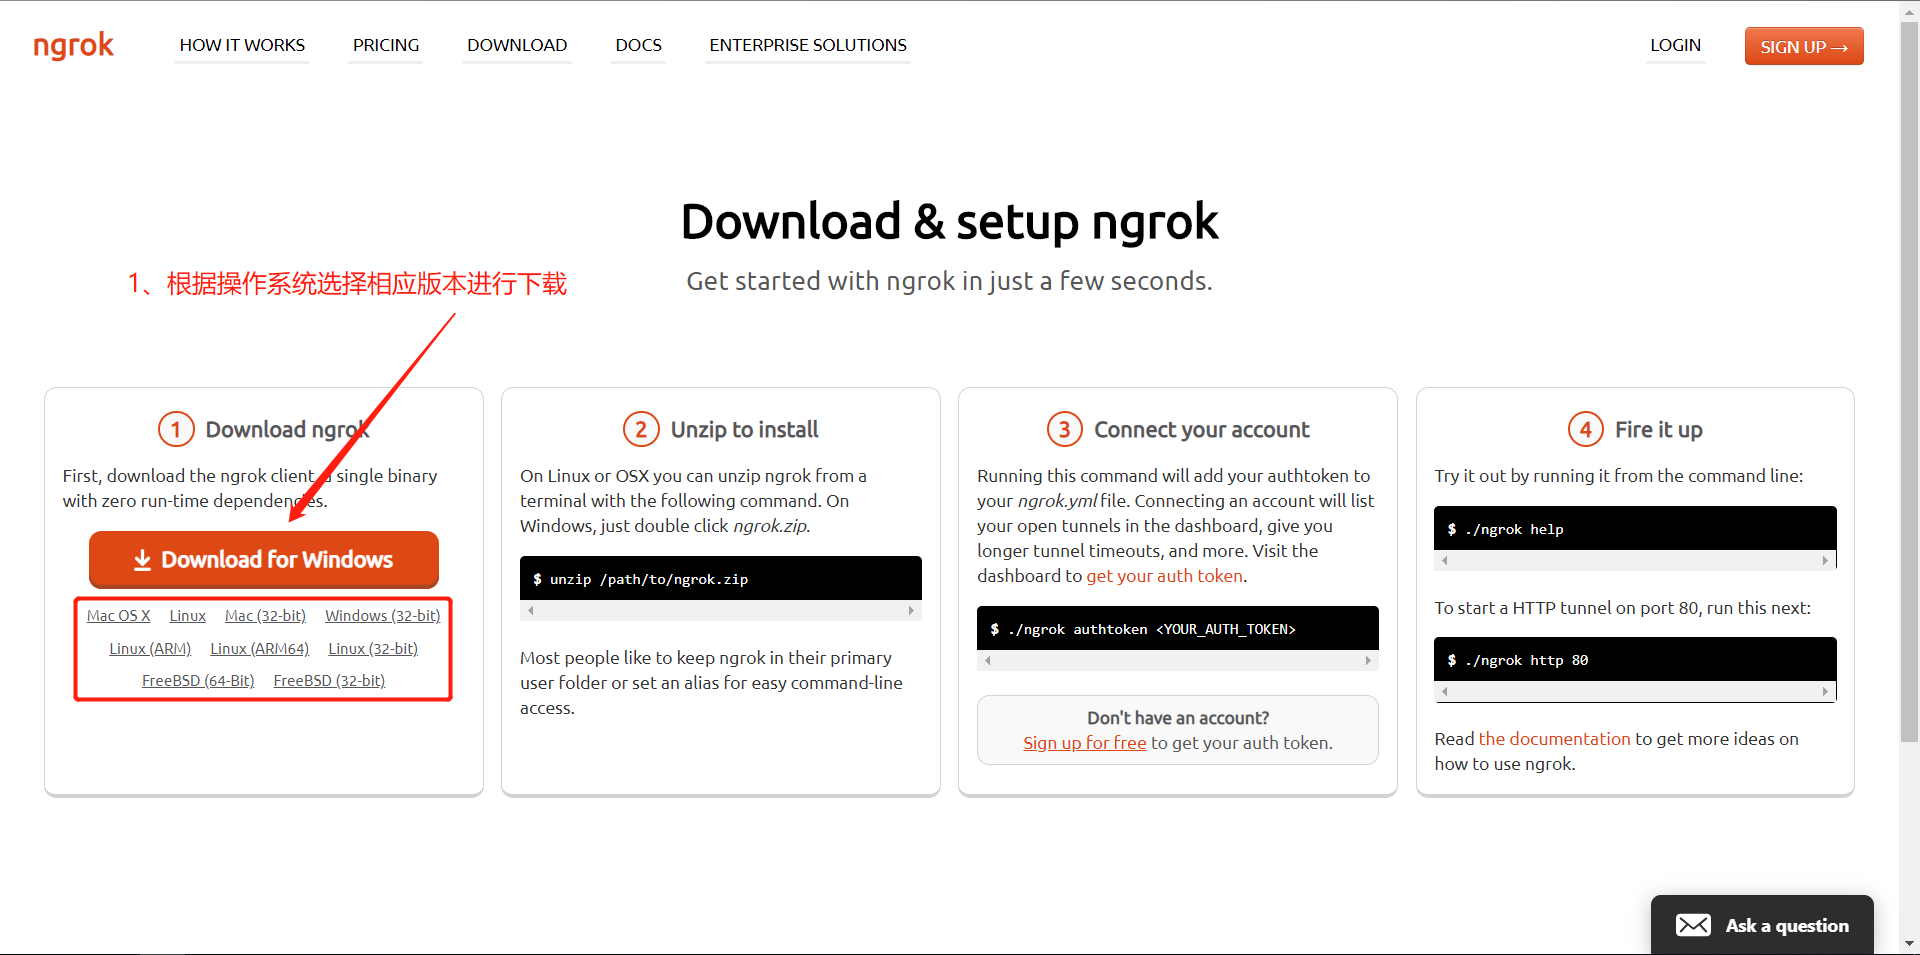 ngrok
HOW IT WORKS
PRICING
DOWNLOAD
DOCS
ENTERPRISE SOLUTIONS
LOGIN
SIGN UP →
Download & setup ngrok
Get started with ngrok in just a few seconds.
1、根据操作系统选择相应版本进行下载
1 Download ngrok
First, download the ngrok client, a single binary
with zero run-time dependencies.
Download for Windows
Mac OS X Linux Mac (32-bit) Windows (32-bit)
Linux (ARM) Linux (ARM64) Linux (32-bit)
FreeBSD (64-Bit) FreeBSD (32-bit)
2 Unzip to install
On Linux or OSX you can unzip ngrok from a
terminal with the following command. On
Windows, just double click ngrok.zip.
$ unzip /path/to/ngrok.zip
Most people like to keep ngrok in their primary
user folder or set an alias for easy command-line
access.
3 Connect your account
Running this command will add your authtoken to
your ngrok.yml file. Connecting an account will list
your open tunnels in the dashboard, give you
longer tunnel timeouts, and more. Visit the
dashboard to get your auth token.
$ ./ngrok authtoken <YOUR_AUTH_TOKEN>
Don't have an account?
Sign up for free to get your auth token.
4 Fire it up
Try it out by running it from the command line:
$ ./ngrok help
To start a HTTP tunnel on port 80, run this next:
$ ./ngrok http 80
Read the documentation to get more ideas on
how to use ngrok.
Ask a question